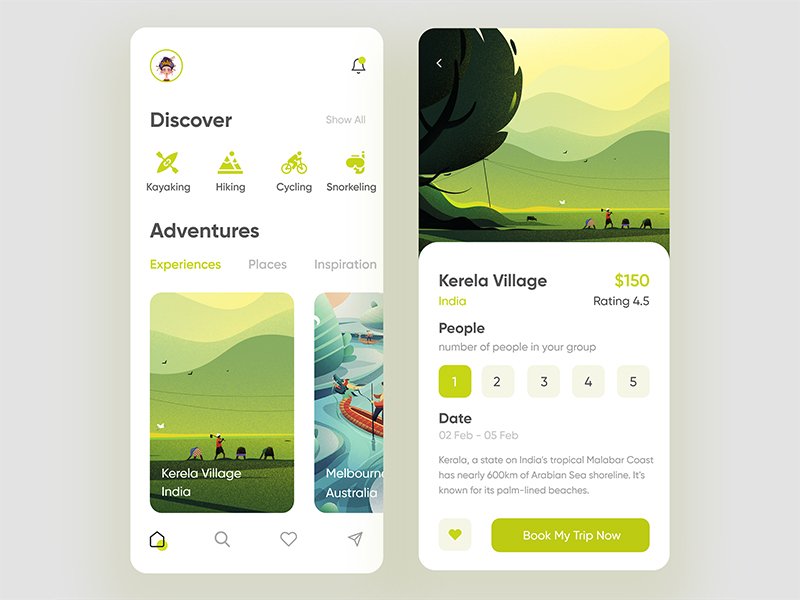 Discover
Show All
Kayaking
Hiking
Cycling
Snorkeling
Adventures
Experiences
Places
Inspiration
Kerela Village
India
Melbourne
Australia
Kerela Village
$150
India
Rating 4.5
People
number of people in your group
1
2
3
4
5
Date
02 Feb - 05 Feb
Kerala, a state on India's tropical Malabar Coast
has nearly 600km of Arabian Sea shoreline. It's
known for its palm-lined beaches.
Book My Trip Now